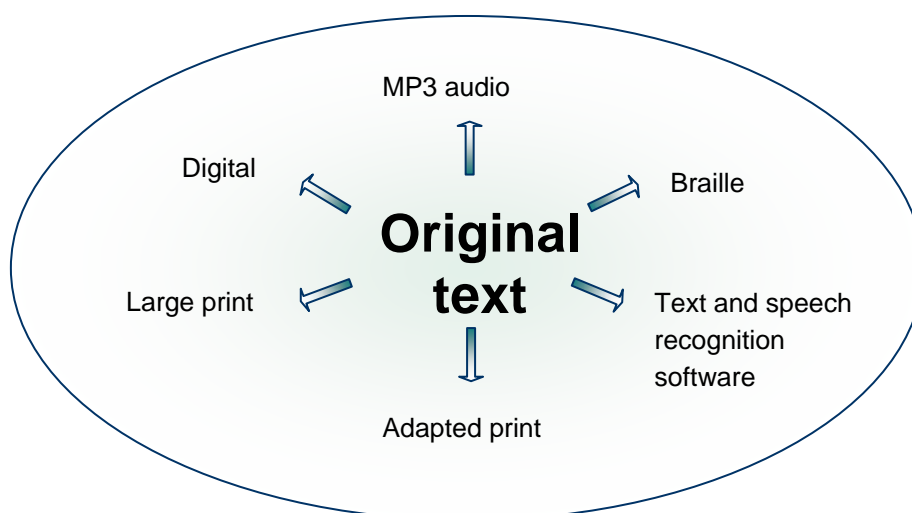 MP3 audio
Digital
Braille
Original
text
Large print
Text and speech
recognition
software
Adapted print